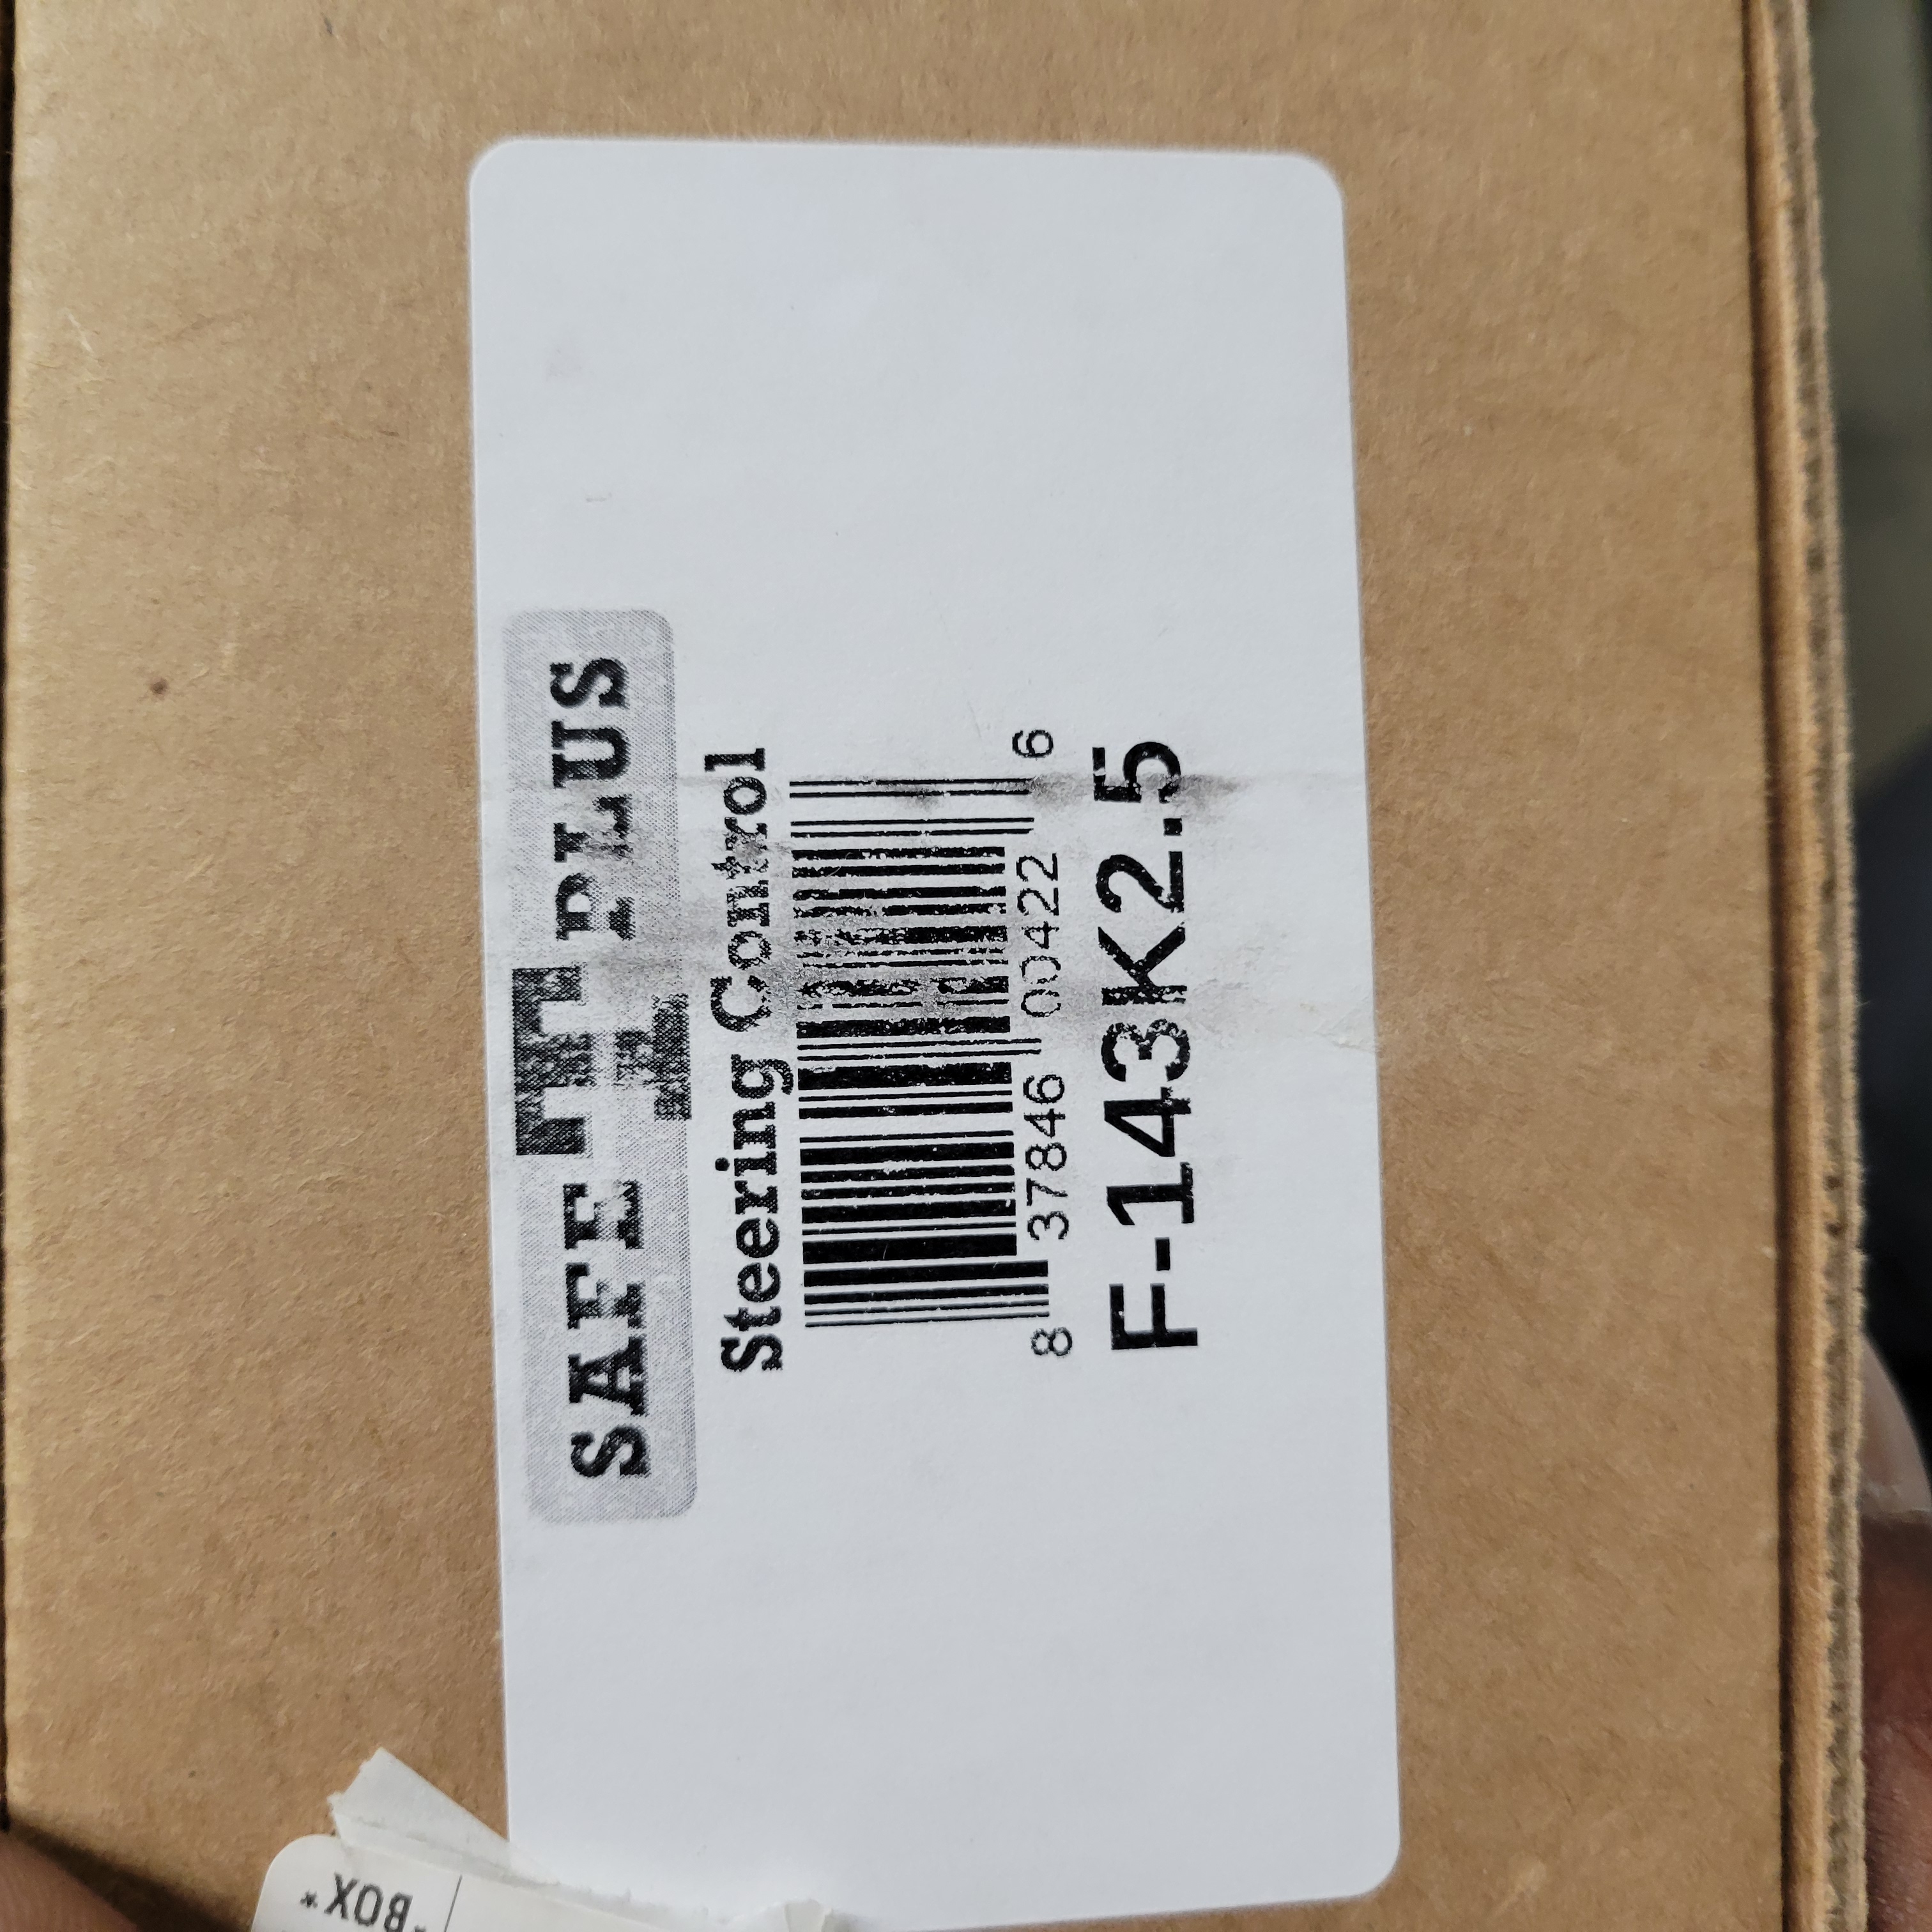 SAFE T PLUS
Steering Control
8 37846 00422 6
F-143K2.5
*BOX*